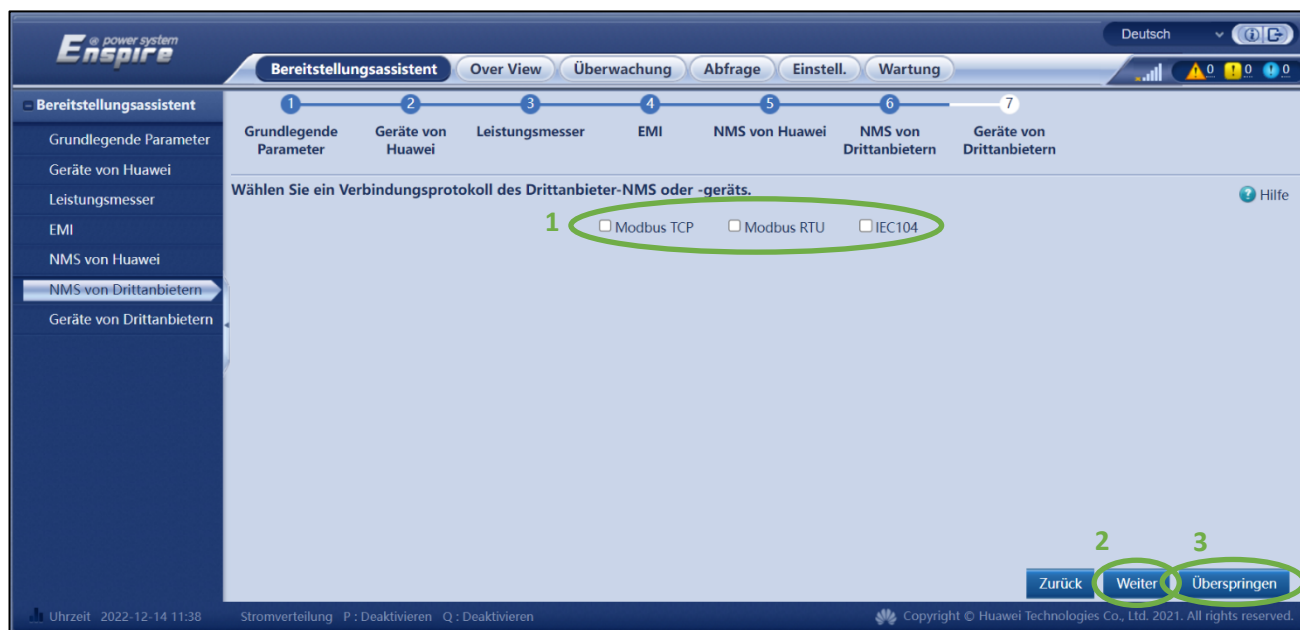 Enspire
e power system
Deutsch
Bereitstellungsassistent Over View Überwachung Abfrage Einstell. Wartung
0 0 0
Bereitstellungsassistent
Grundlegende Parameter
Geräte von Huawei
Leistungsmesser
EMI
NMS von Huawei
NMS von Drittanbietern
Geräte von Drittanbietern
1 2 3 4 5 6 7
Grundlegende Parameter
Geräte von Huawei
Leistungsmesser
EMI
NMS von Huawei
NMS von Drittanbietern
Geräte von Drittanbietern
Wählen Sie ein Verbindungsprotokoll des Drittanbieter-NMS oder -geräts.
Hilfe
1 Modbus TCP Modbus RTU IEC104
2 3
Zurück Weiter Überspringen
Uhrzeit 2022-12-14 11:38 Stromverteilung P : Deaktivieren Q : Deaktivieren Copyright © Huawei Technologies Co., Ltd. 2021. All rights reserved.